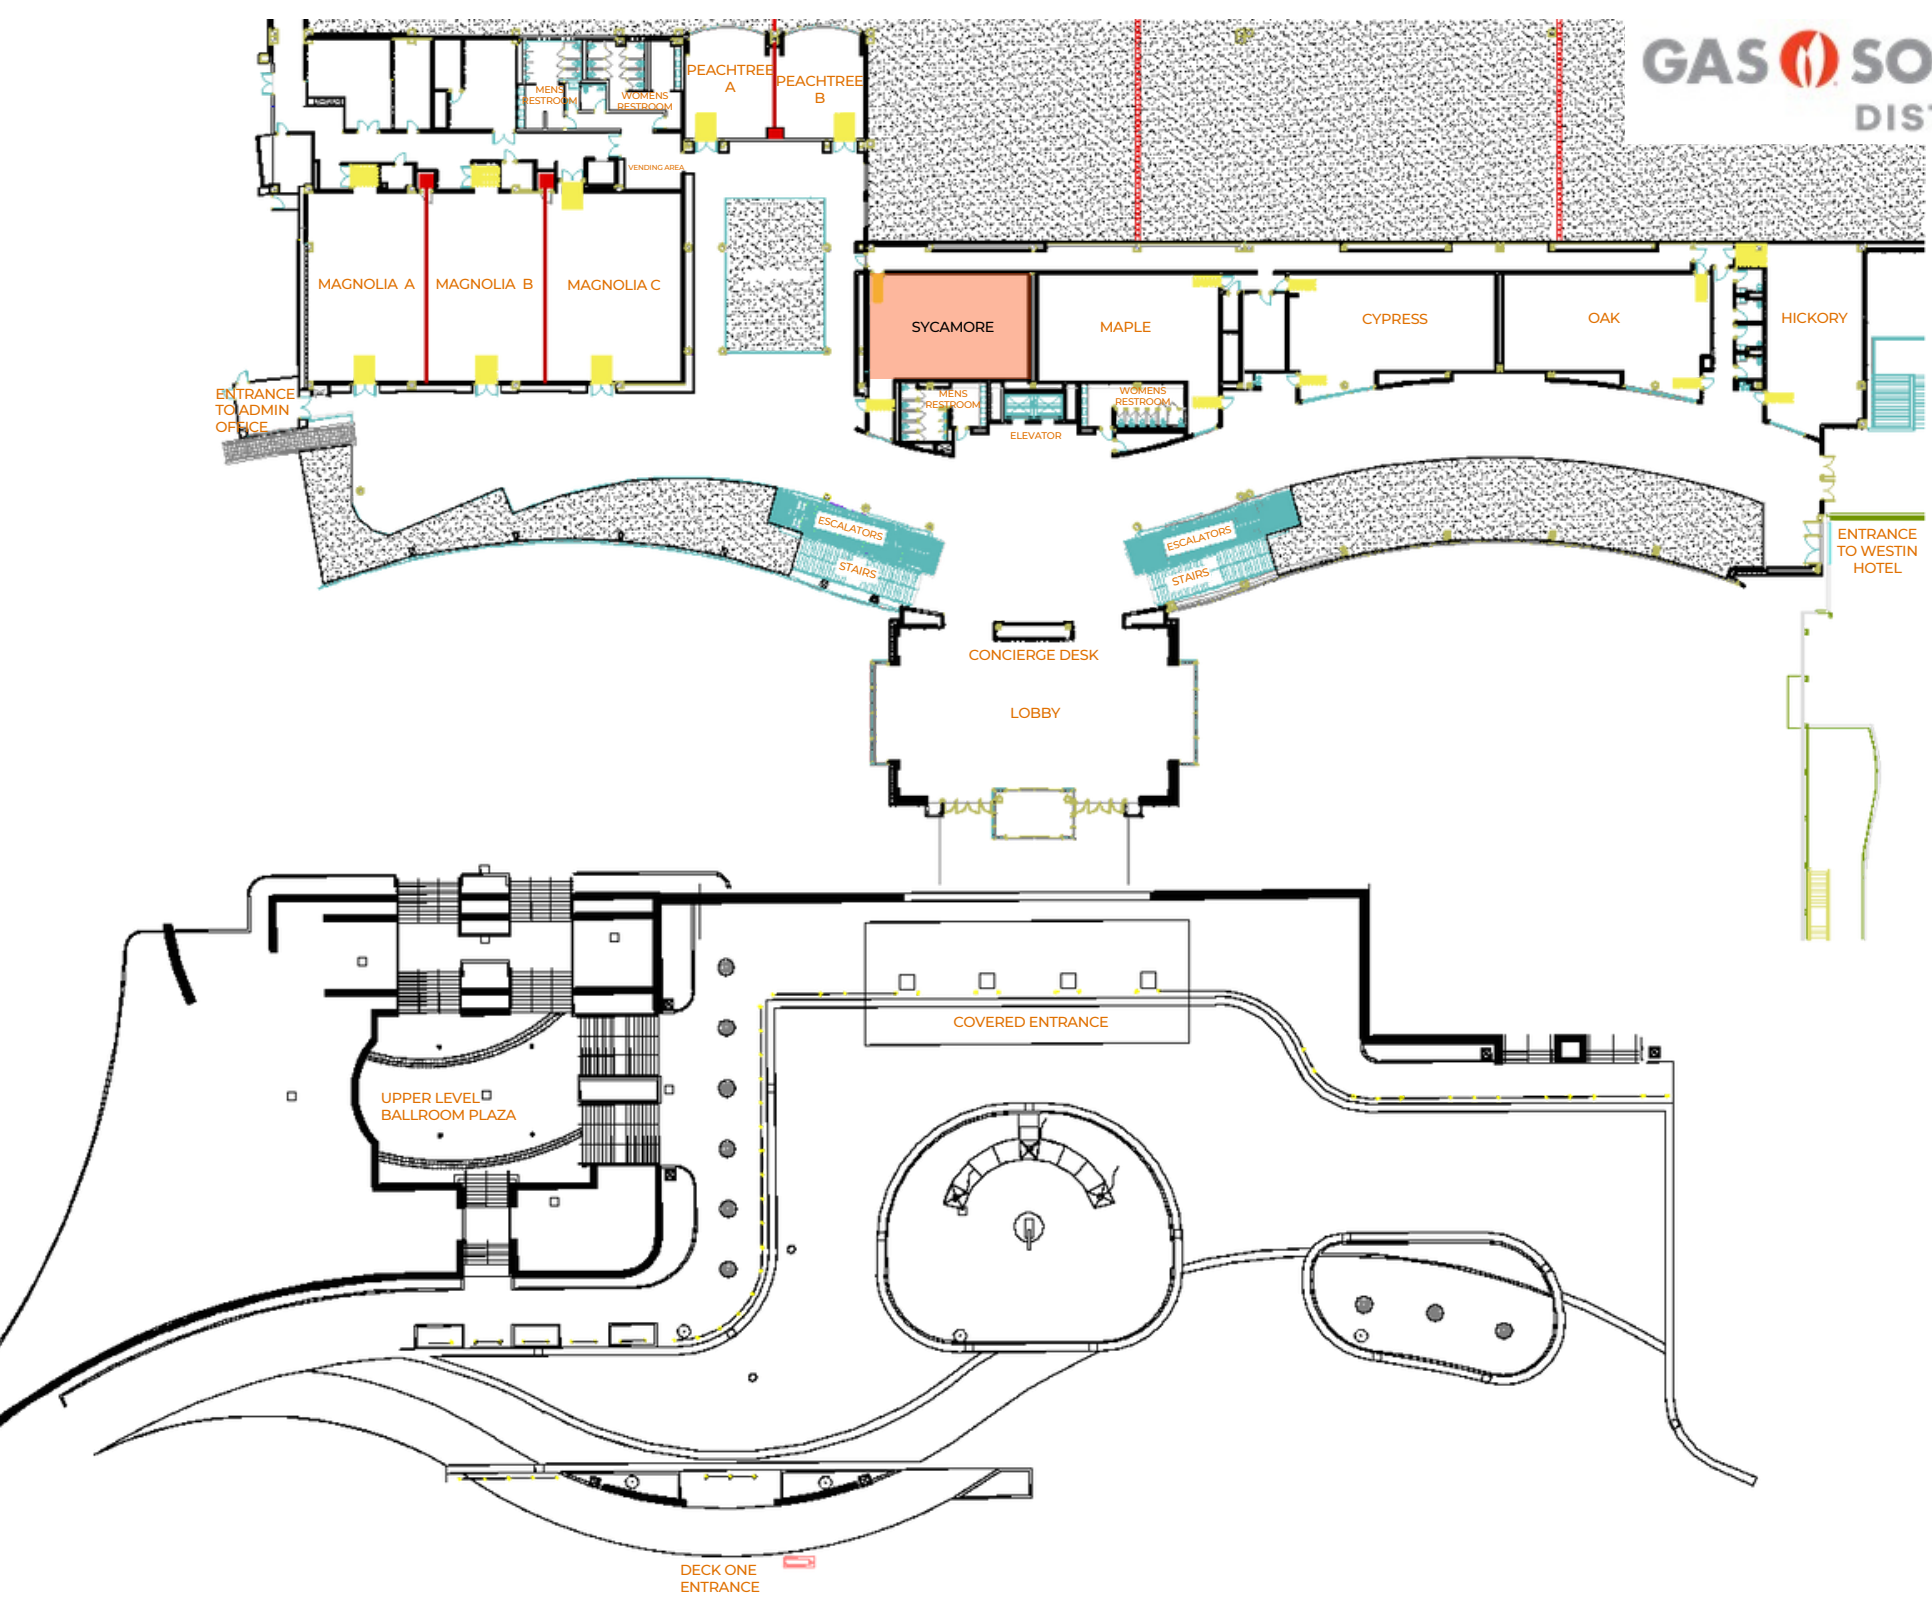 GAS SO
DIS
PEACHTREE
A
PEACHTREE
B
MENS
RESTROOM
WOMENS
RESTROOM
VENDING AREA
MAGNOLIA A
MAGNOLIA B
MAGNOLIA C
SYCAMORE
MAPLE
CYPRESS
OAK
HICKORY
ENTRANCE
TO ADMIN
OFFICE
MENS
RESTROOM
WOMENS
RESTROOM
ELEVATOR
ESCALATORS
STAIRS
ESCALATORS
STAIRS
ENTRANCE
TO WESTIN
HOTEL
CONCIERGE DESK
LOBBY
COVERED ENTRANCE
UPPER LEVEL
BALLROOM PLAZA
DECK ONE
ENTRANCE